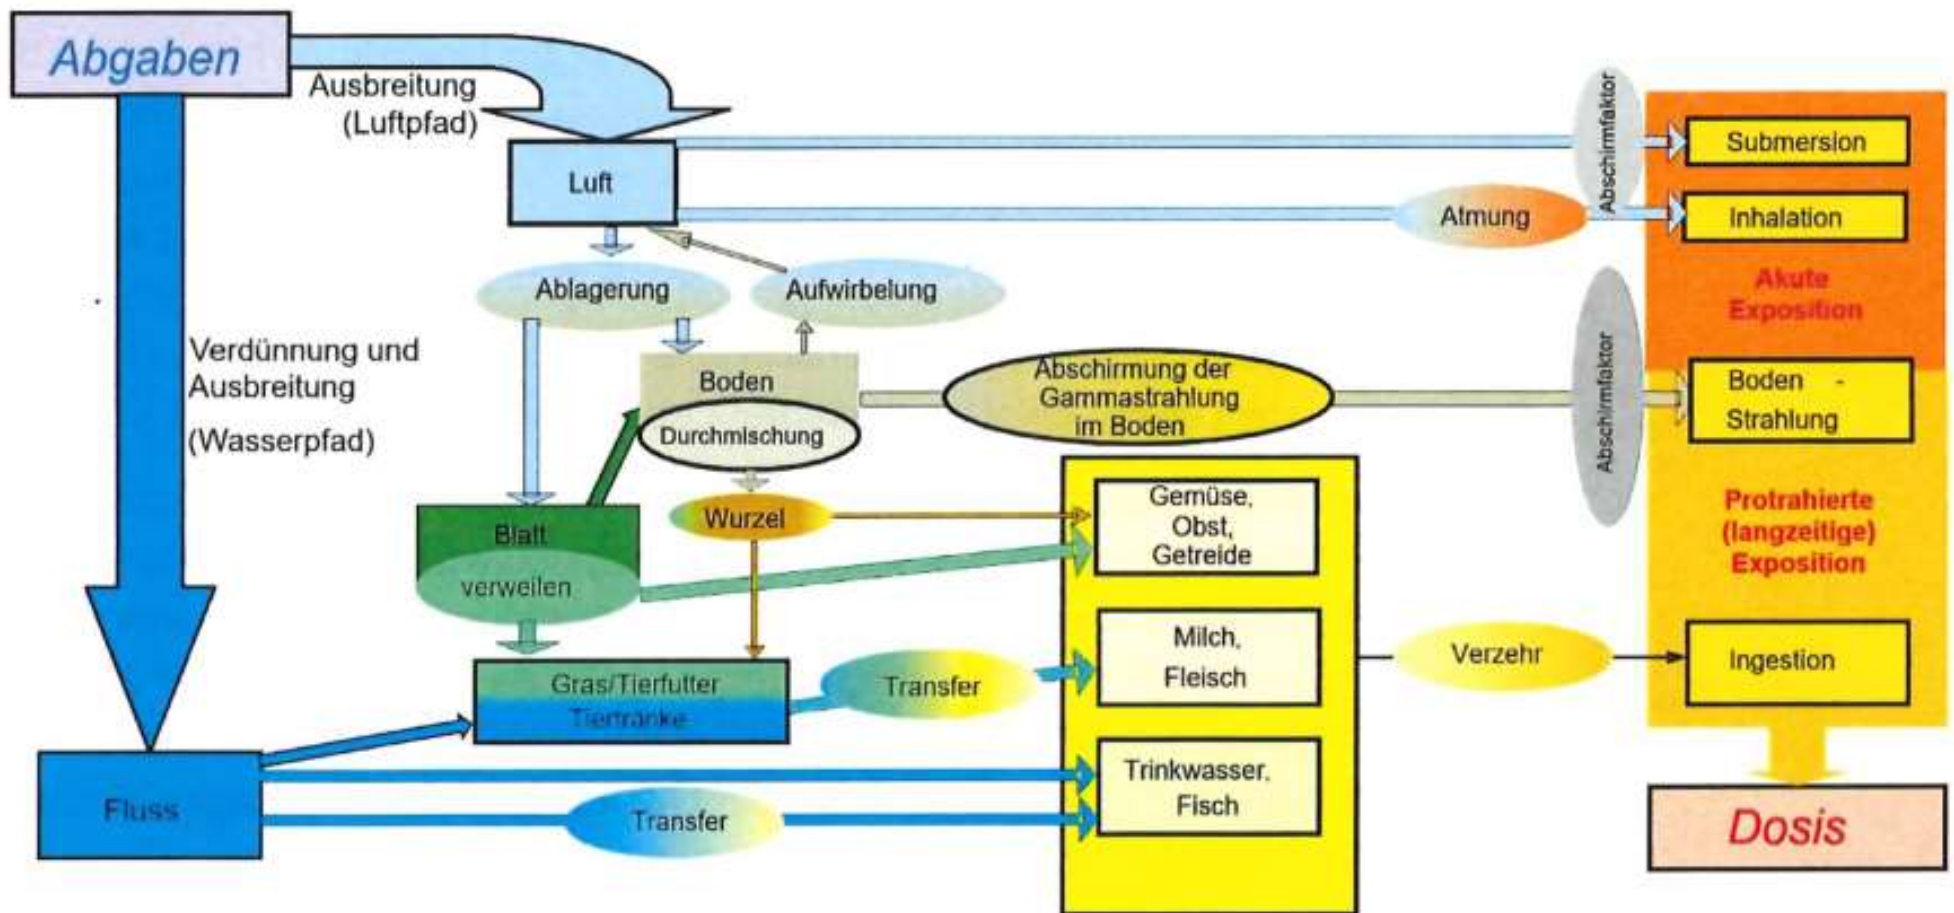 Abgaben
Ausbreitung
(Luftpfad)
Luft
Abschirmfaktor
Submersion
Atmung
Inhalation
Akute
Exposition
Ablagerung
Aufwirbelung
Verdünnung und
Ausbreitung
(Wasserpfad)
Boden
Durchmischung
Abschirmung der
Gammastrahlung
im Boden
Abschirmfaktor
Boden -
Strahlung
Blatt
verweilen
Wurzel
Gemüse,
Obst,
Getreide
Protrahierte
(langzeitige)
Exposition
Gras/Tierfutter
Tiertränke
Transfer
Milch,
Fleisch
Verzehr
Ingestion
Fluss
Transfer
Trinkwasser,
Fisch
Dosis